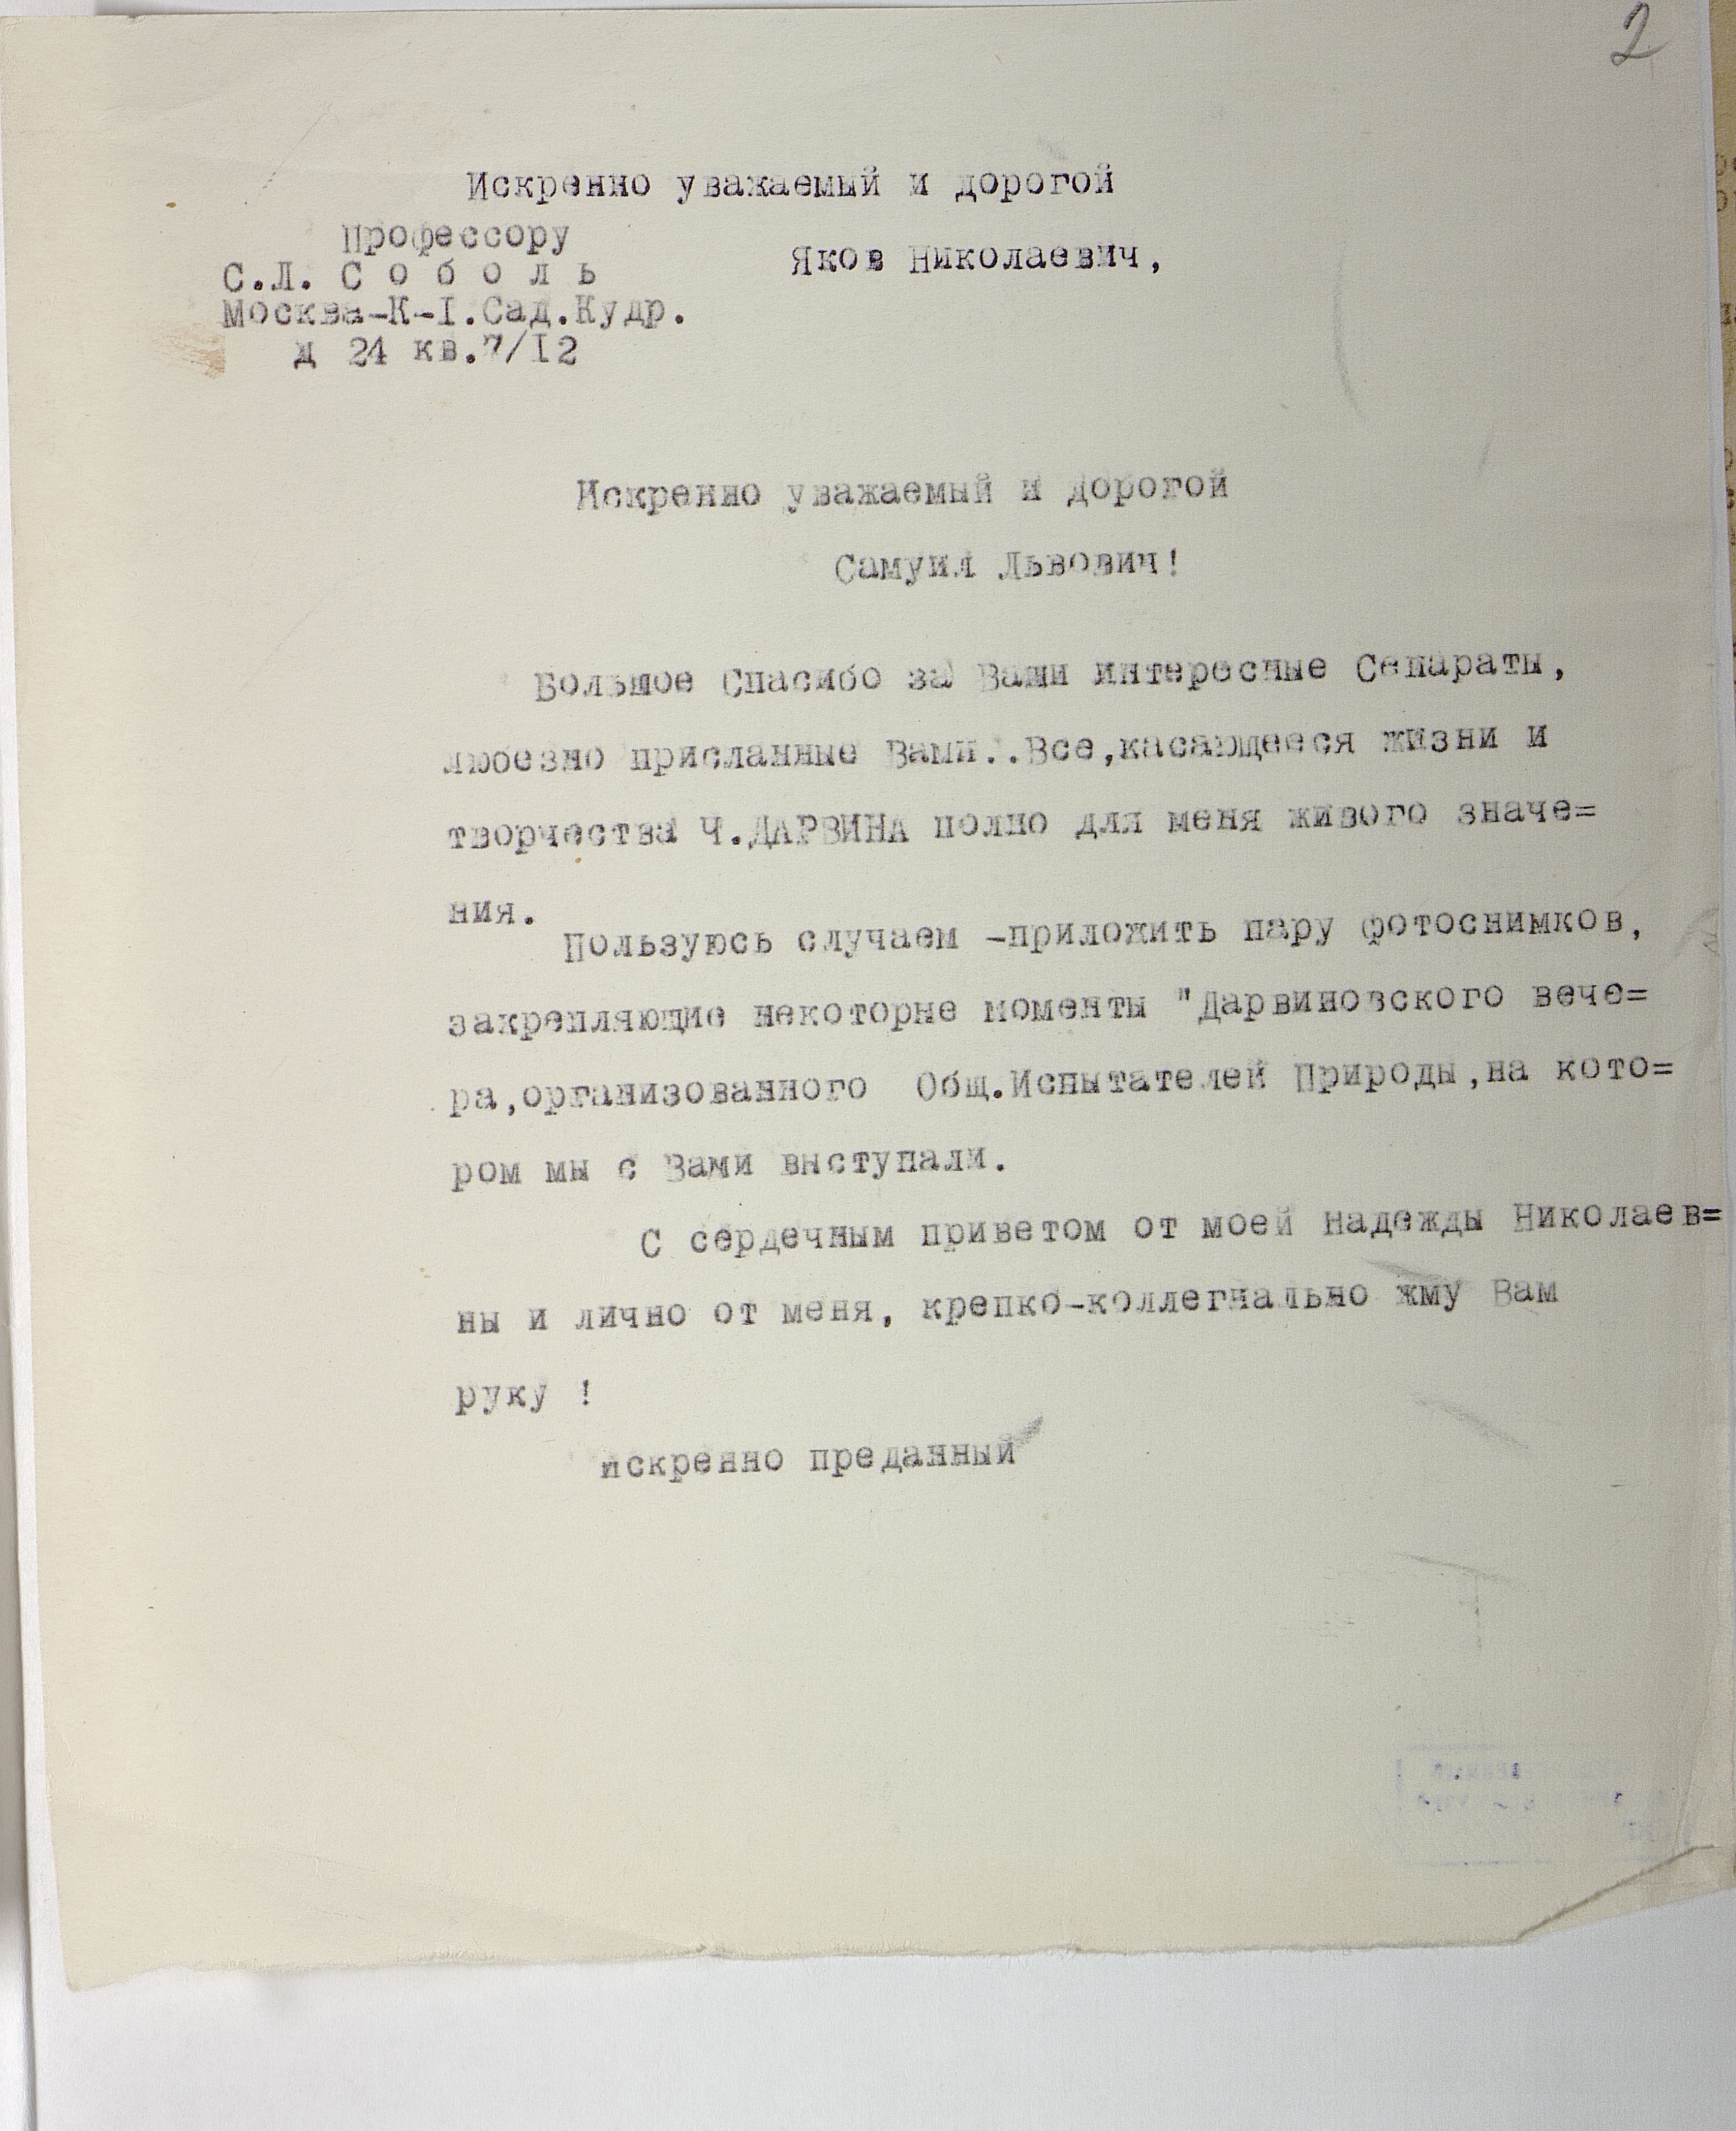 2
Искренно уважаемый и дорогой
Яков Николаевич,
Профессору
С.Л. С о б о л ь
Москва-К-I.Сад.Кудр.
д 24 кв.7/I2
Искренно уважаемый и дорогой
Самуил Львович!
Большое Спасибо за Ваши интересные Сепараты,
любезно присланные Вами..Все,касающееся жизни и
творчества Ч.ДАРВИНА полно для меня живого значе=
ния.
Пользуюсь случаем -приложить пару фотоснимков,
закрепляющие некоторые моменты "Дарвиновского вече=
ра,организованного Общ.Испытателей Природы,на кото=
ром мы с Вами выступали.
С сердечным приветом от моей Надежды Николаев=
ны и лично от меня, крепко-коллегиально жму Вам
руку !
искренно преданный